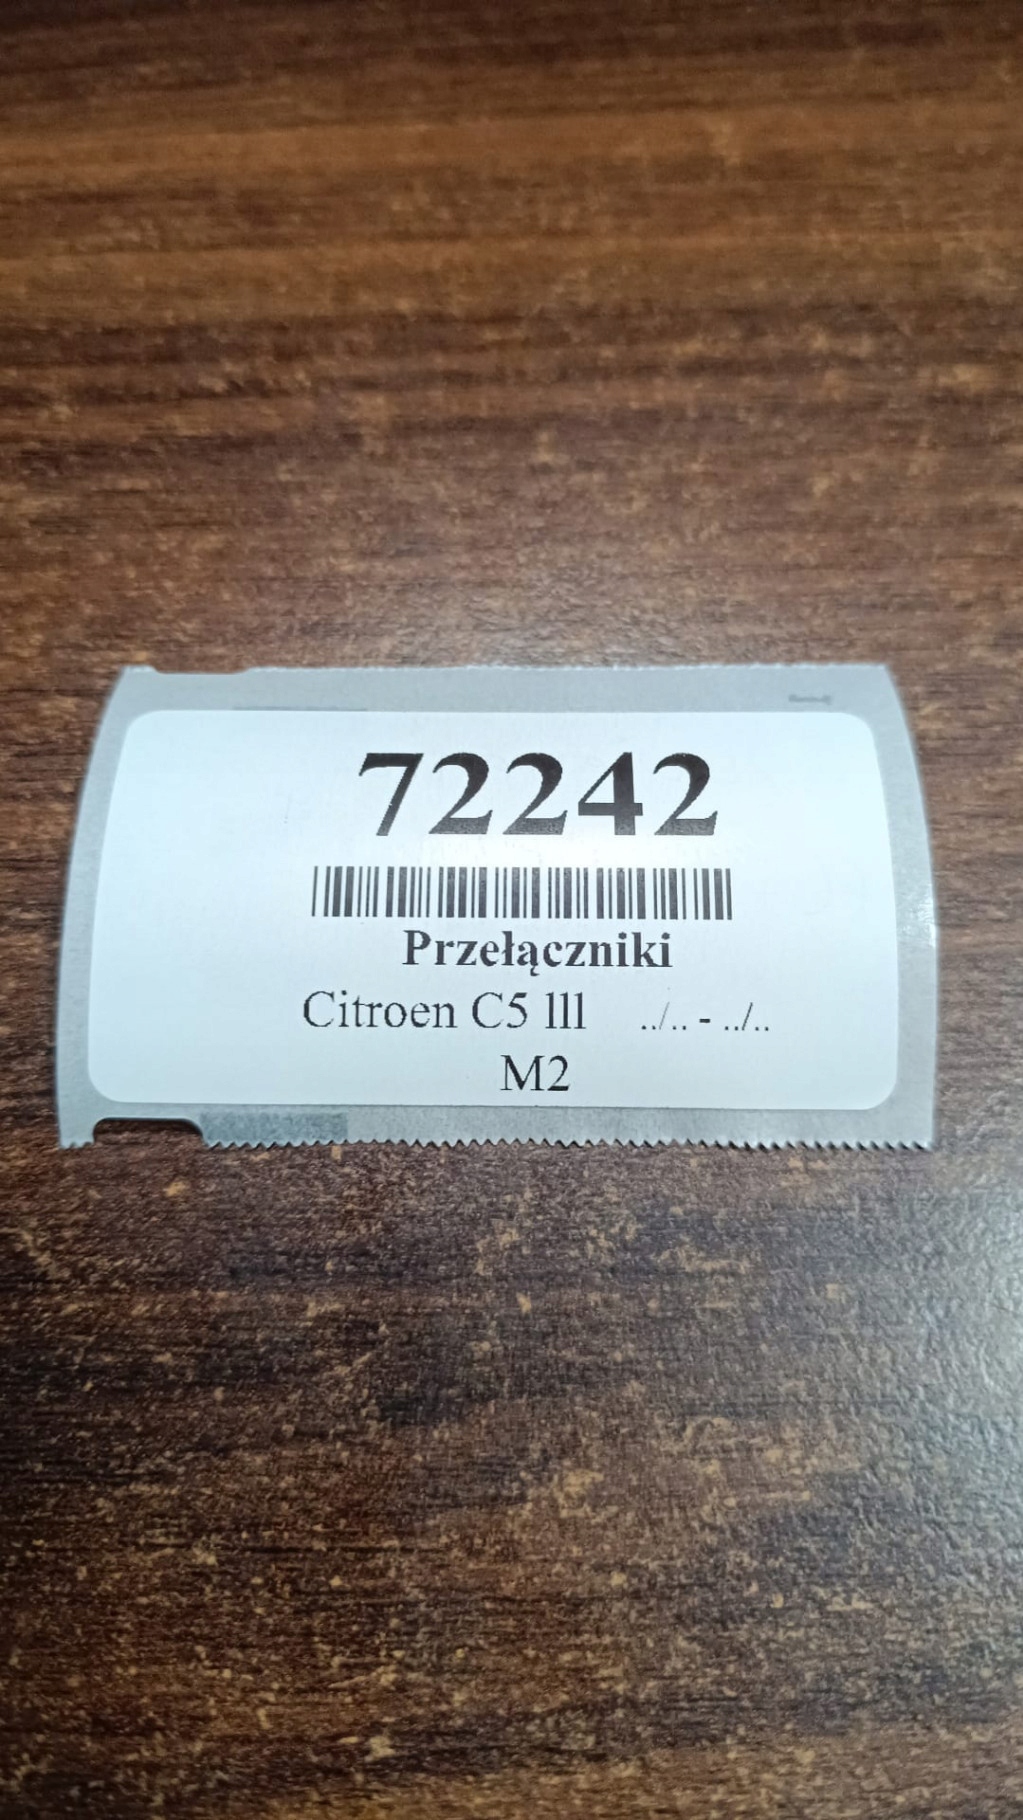 72242
Przełączniki
Citroen C5 lll ../.. - ../..
M2